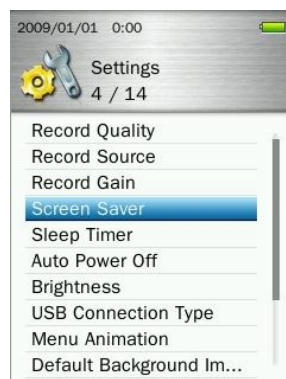 2009/01/01 0:00
Settings
4 / 14
Record Quality
Record Source
Record Gain
Screen Saver
Sleep Timer
Auto Power Off
Brightness
USB Connection Type
Menu Animation
Default Background Im...